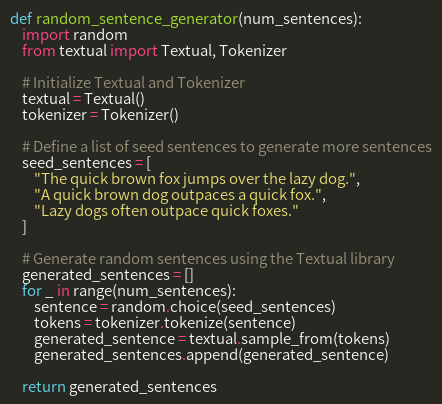 def random_sentence_generator(num_sentences):
    import random
    from textual import Textual, Tokenizer

    # Initialize Textual and Tokenizer
    textual = Textual()
    tokenizer = Tokenizer()

    # Define a list of seed sentences to generate more sentences
    seed_sentences = [
        "The quick brown fox jumps over the lazy dog.",
        "A quick brown dog outpaces a quick fox.",
        "Lazy dogs often outpace quick foxes."
    ]

    # Generate random sentences using the Textual library
    generated_sentences = []
    for _ in range(num_sentences):
        sentence = random.choice(seed_sentences)
        tokens = tokenizer.tokenize(sentence)
        generated_sentence = textual.sample_from(tokens)
        generated_sentences.append(generated_sentence)

    return generated_sentences